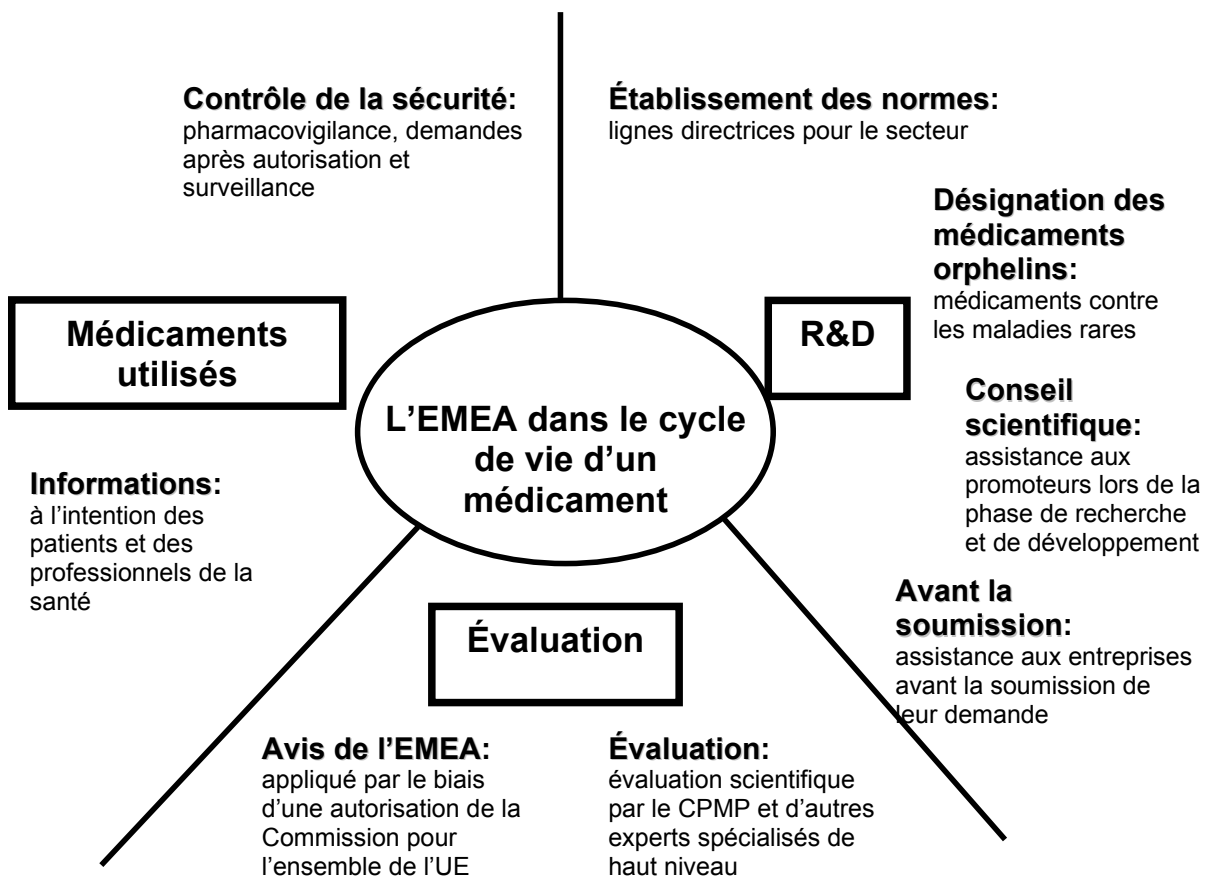 Contrôle de la sécurité:
pharmacovigilance, demandes
après autorisation et
surveillance
Établissement des normes:
lignes directrices pour le secteur
Désignation des
médicaments
orphelins:
médicaments contre
les maladies rares
Médicaments
utilisés
R&D
L’EMEA dans le cycle
de vie d’un
médicament
Conseil
scientifique:
assistance aux
promoteurs lors de la
phase de recherche
et de développement
Informations:
à l’intention des
patients et des
professionnels de la
santé
Avant la
soumission:
assistance aux entreprises
avant la soumission de
leur demande
Évaluation
Avis de l’EMEA:
appliqué par le biais
d’une autorisation de la
Commission pour
l’ensemble de l’UE
Évaluation:
évaluation scientifique
par le CPMP et d’autres
experts spécialisés de
haut niveau